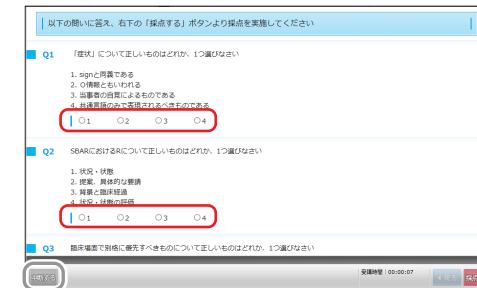 以下の問いに答え、右下の「採点する」ボタンより採点を実施してください
Q1 「症状」について正しいものはどれか、1つ選びなさい
1. signと同義である
2. O情報ともいわれる
3. 当事者の自覚によるものである
4. 共通言語のみで表現されるべきものである
1 2 3 4
Q2 SBARにおけるRについて正しいものはどれか、1つ選びなさい
1. 状況・状態
2. 提案、具体的な要請
3. 背景と臨床経過
4. 状況・状態の評価
1 2 3 4
Q3 臨床場面で別格に優先すべきものについて正しいものはどれか、1つ選びなさい
中断する 受講時間 : 00:00:07